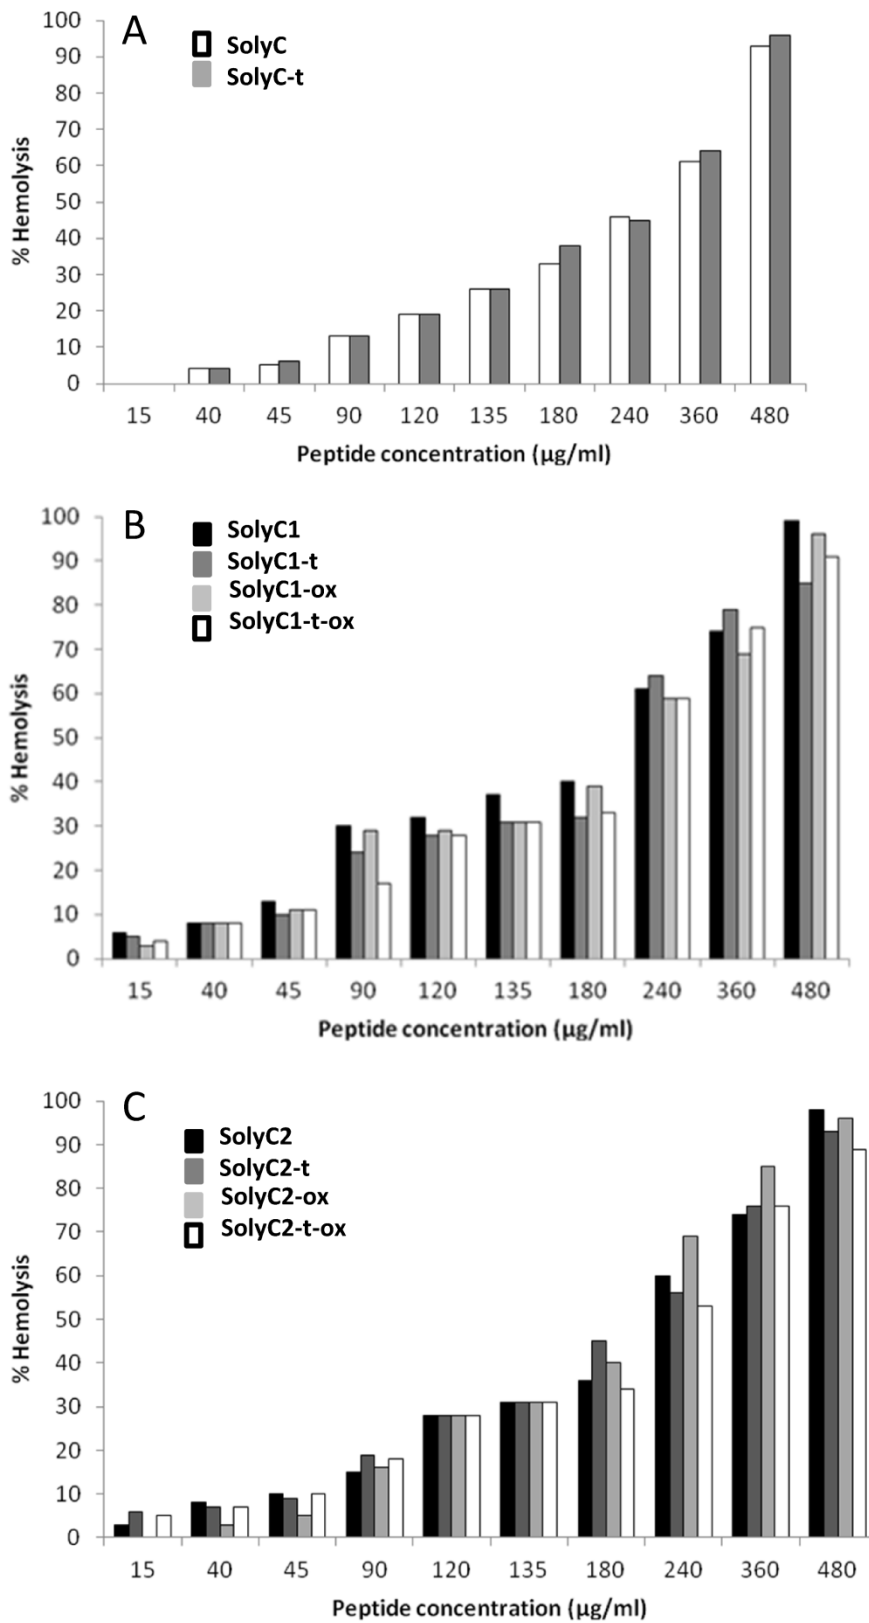 A
SolyC
SolyC-t
100
90
80
70
60
50
40
30
20
10
0
% Hemolysis
15 40 45 90 120 135 180 240 360 480
Peptide concentration (µg/ml)
B
SolyC1
SolyC1-t
SolyC1-ox
SolyC1-t-ox
100
90
80
70
60
50
40
30
20
10
0
% Hemolysis
15 40 45 90 120 135 180 240 360 480
Peptide concentration (µg/ml)
C
SolyC2
SolyC2-t
SolyC2-ox
SolyC2-t-ox
100
90
80
70
60
50
40
30
20
10
0
% Hemolysis
15 40 45 90 120 135 180 240 360 480
Peptide concentration (µg/ml)